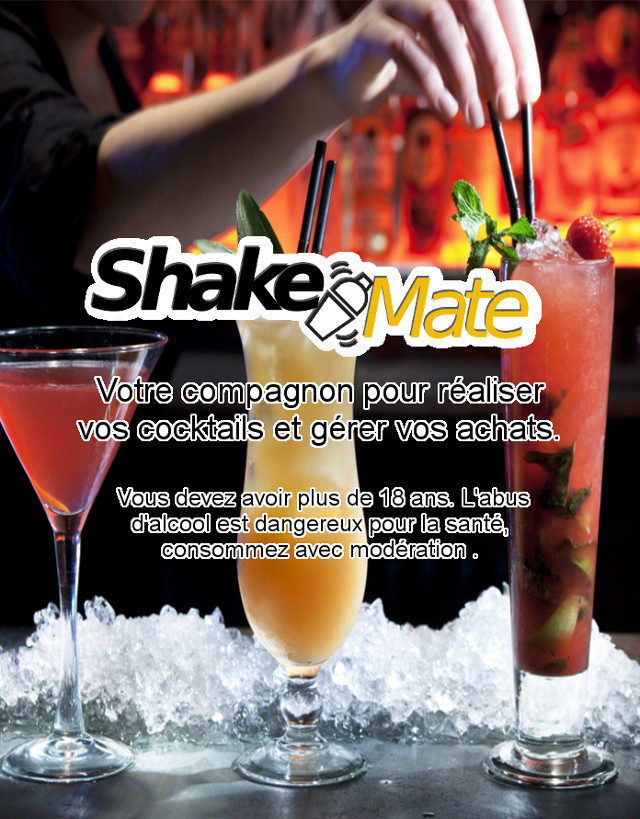 Shake Mate
Votre compagnon pour réaliser
vos cocktails et gérer vos achats.
Vous devez avoir plus de 18 ans. L'abus
d'alcool est dangereux pour la santé,
consommez avec modération .